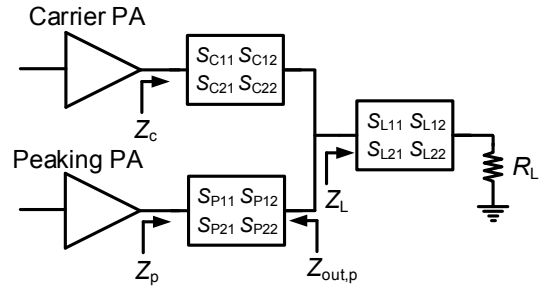 Carrier PA
SC11 SC12
SC21 SC22
Zc
SL11 SL12
SL21 SL22
RL
ZL
Peaking PA
SP11 SP12
SP21 SP22
Zp
Zout,p